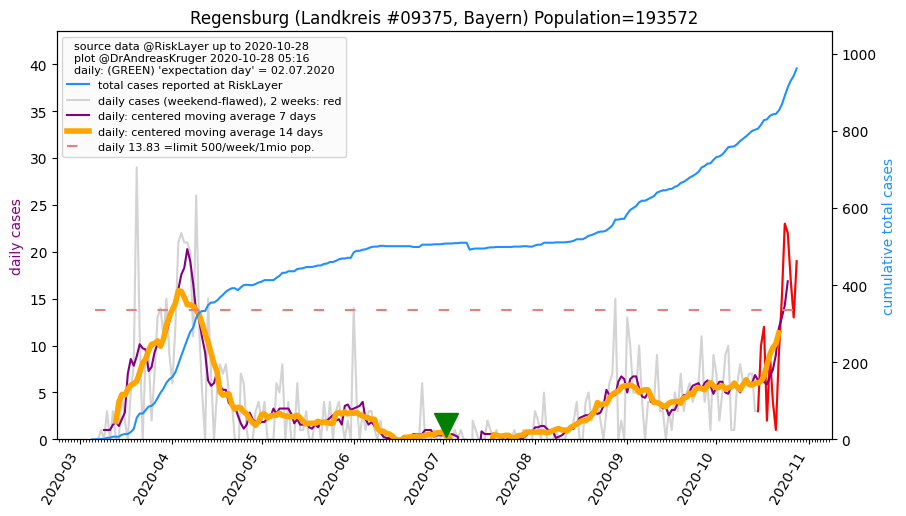 Regensburg (Landkreis #09375, Bayern) Population=193572
source data @RiskLayer up to 2020-10-28
plot @DrAndreasKruger 2020-10-28 05:16
daily: (GREEN) 'expectation day' = 02.07.2020
total cases reported at RiskLayer
daily cases (weekend-flawed), 2 weeks: red
daily: centered moving average 7 days
daily: centered moving average 14 days
daily 13.83 =limit 500/week/1mio pop.
daily cases
40
35
30
25
20
15
10
5
0
1000
800
600
400
200
0
cumulative total cases
2020-03
2020-04
2020-05
2020-06
2020-07
2020-08
2020-09
2020-10
2020-11